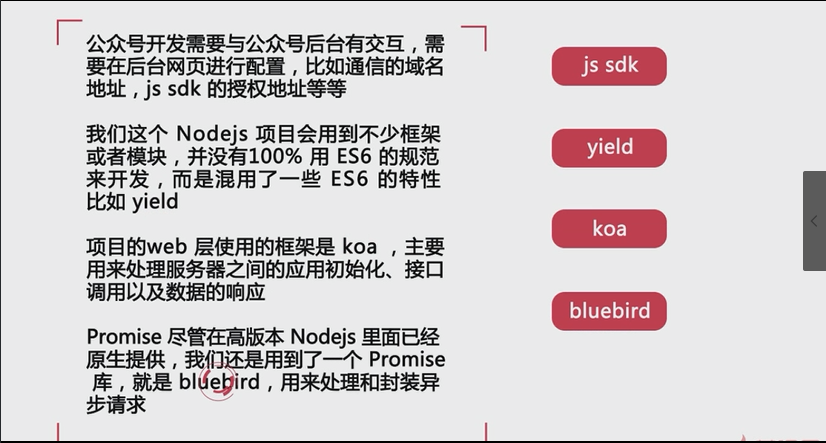 公众号开发需要与公众号后台有交互，需
要在后台网页进行配置，比如通信的域名
地址，js sdk 的授权地址等等
我们这个 Nodejs 项目会用到不少框架
或者模块，并没有100% 用 ES6 的规范
来开发，而是混用了一些 ES6 的特性
比如 yield
项目的web 层使用的框架是 koa ，主要
用来处理服务器之间的应用初始化、接口
调用以及数据的响应
Promise 尽管在高版本 Nodejs 里面已经
原生提供，我们还是用到了一个 Promise
库，就是 bluebird，用来处理和封装异
步请求
js sdk
yield
koa
bluebird